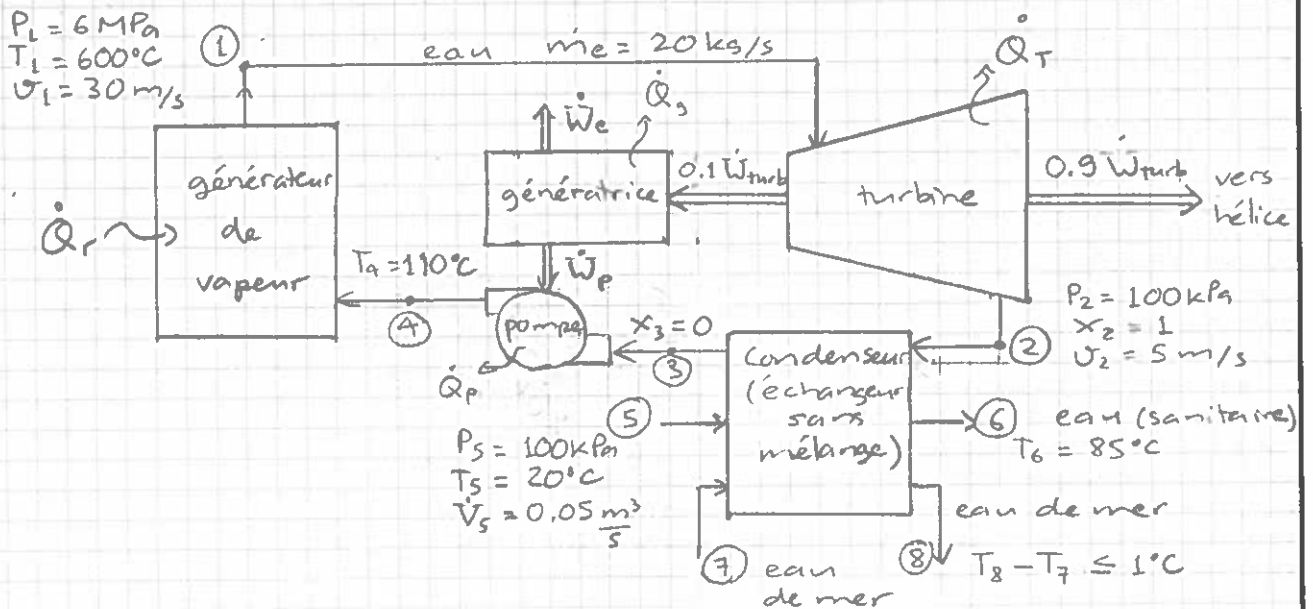 P₁ = 6 MPa
T₁ = 600°C
v₁ = 30 m/s
①
eau ṁe = 20 kg/s
Q̇T
Ẇe
Q̇g
générateur
de
vapeur
Q̇r
génératrice
0.1 Ẇturb
turbine
0.9 Ẇturb
vers
hélice
T₄ = 110°C
④
Ẇp
pompe
Q̇p
x₃ = 0
③
condenseur
(échangeur
sans
mélange)
②
P₂ = 100 kPa
x₂ = 1
v₂ = 5 m/s
⑤
P₅ = 100 kPa
T₅ = 20°C
V̇₅ = 0.05 m³/s
⑥ eau (sanitaire)
T₆ = 85°C
⑦ eau
de mer
⑧
eau de mer
T₈ - T₇ ≤ 1°C